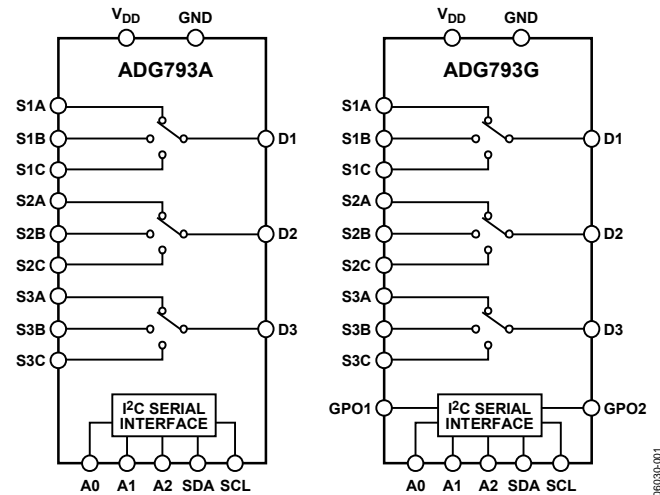 VDD GND
ADG793A
S1A
S1B
S1C
S2A
S2B
S2C
S3A
S3B
S3C
D1
D2
D3
I2C SERIAL
INTERFACE
A0 A1 A2 SDA SCL
VDD GND
ADG793G
S1A
S1B
S1C
S2A
S2B
S2C
S3A
S3B
S3C
D1
D2
D3
GPO1
I2C SERIAL
INTERFACE
GPO2
A0 A1 A2 SDA SCL
06030-001